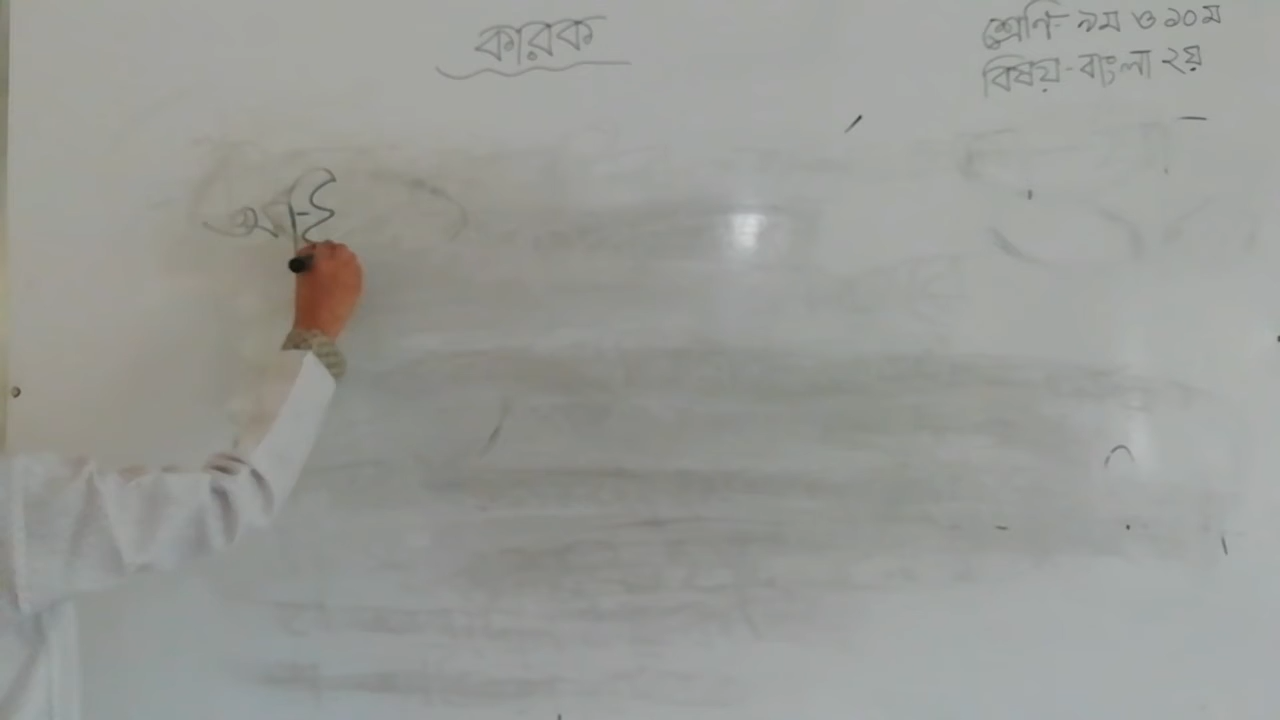 কারক
শ্রেণি- ৯ম ও ১০ম
বিষয়-বাংলা ২য়